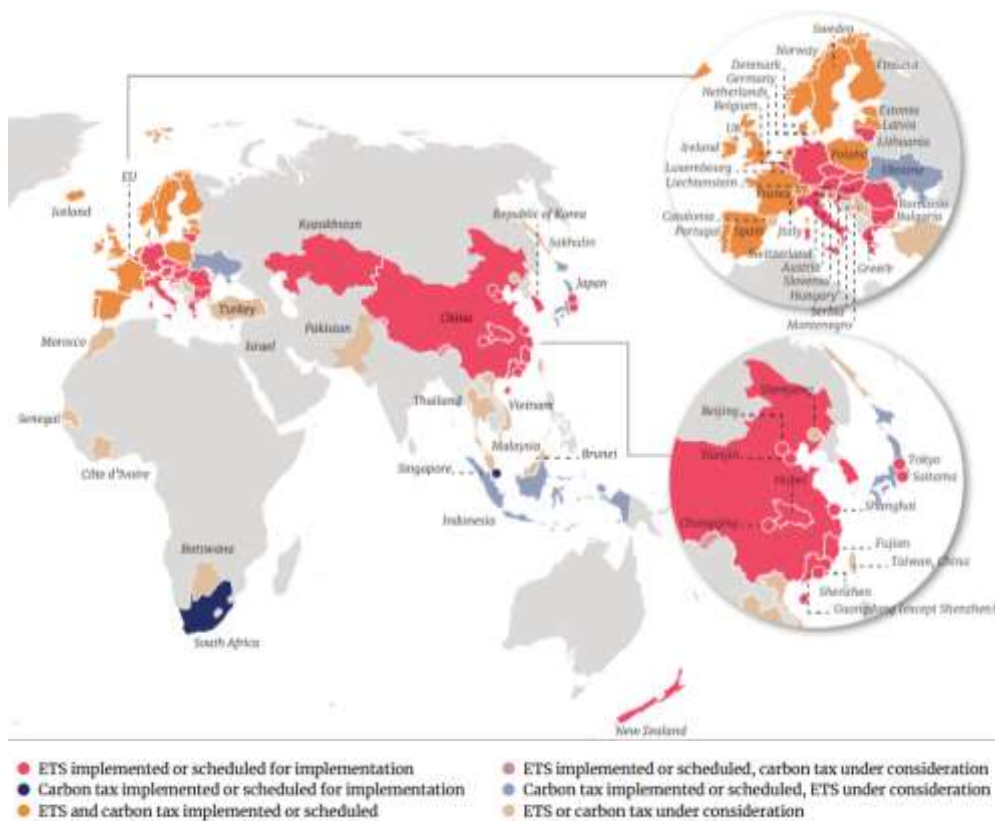 Sweden
Norway
Denmark
Germany
Netherlands
Belgium
Finland
Estonia
Latvia
Lithuania
UK
Ireland
Poland
Luxembourg
Liechtenstein
Ukraine
France
Romania
Bulgaria
Catalonia
Portugal
Spain
Italy
Switzerland
Austria
Slovenia
Hungary
Serbia
Montenegro
Greece
EU
Iceland
Kazakhstan
Republic of Korea
Sakhalin
Japan
China
Turkey
Pakistan
Morocco
Israel
Thailand
Vietnam
Senegal
Malaysia
Brunei
Côte d'Ivoire
Singapore
Indonesia
Botswana
South Africa
New Zealand
Shenyang
Beijing
Tianjin
Hubei
Tokyo
Saitama
Chongqing
Shanghai
Fujian
Taiwan, China
Shenzhen
Guangdong (except Shenzhen)
ETS implemented or scheduled for implementation
Carbon tax implemented or scheduled for implementation
ETS and carbon tax implemented or scheduled
ETS implemented or scheduled, carbon tax under consideration
Carbon tax implemented or scheduled, ETS under consideration
ETS or carbon tax under consideration